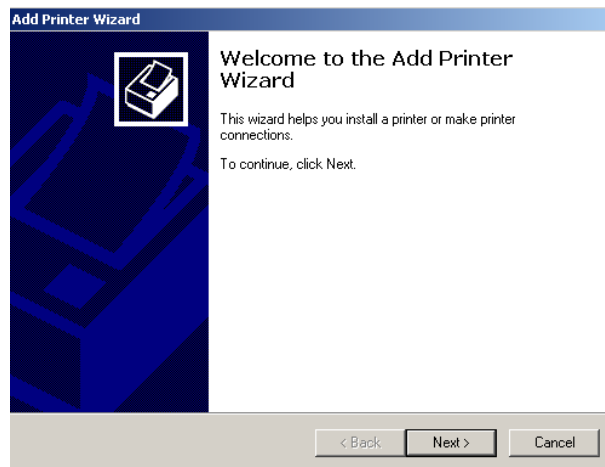 Add Printer Wizard
Welcome to the Add Printer
Wizard
This wizard helps you install a printer or make printer
connections.
To continue, click Next.
< Back Next > Cancel